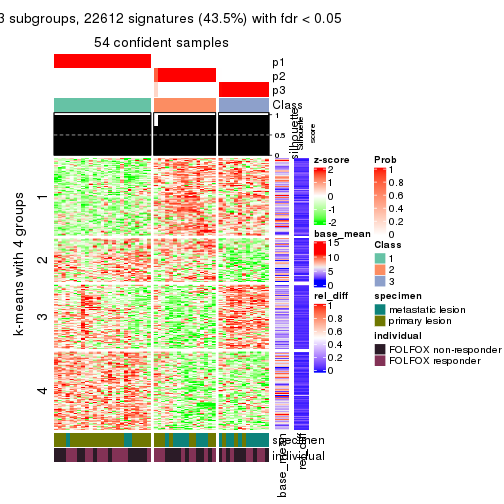 3 subgroups, 22612 signatures (43.5%) with fdr < 0.05
54 confident samples
p1
p2
p3
Class
1
0.5
0
silhouette
silhouette
score
k-means with 4 groups
1
2
3
4
z-score
2
1
0
-1
-2
base_mean
15
10
5
0
rel_diff
1
0.8
0.6
0.4
0.2
0
Prob
1
0.8
0.6
0.4
0.2
0
Class
1
2
3
specimen
metastatic lesion
primary lesion
individual
FOLFOX non-responder
FOLFOX responder
specimen
individual
base_mean
rel_diff